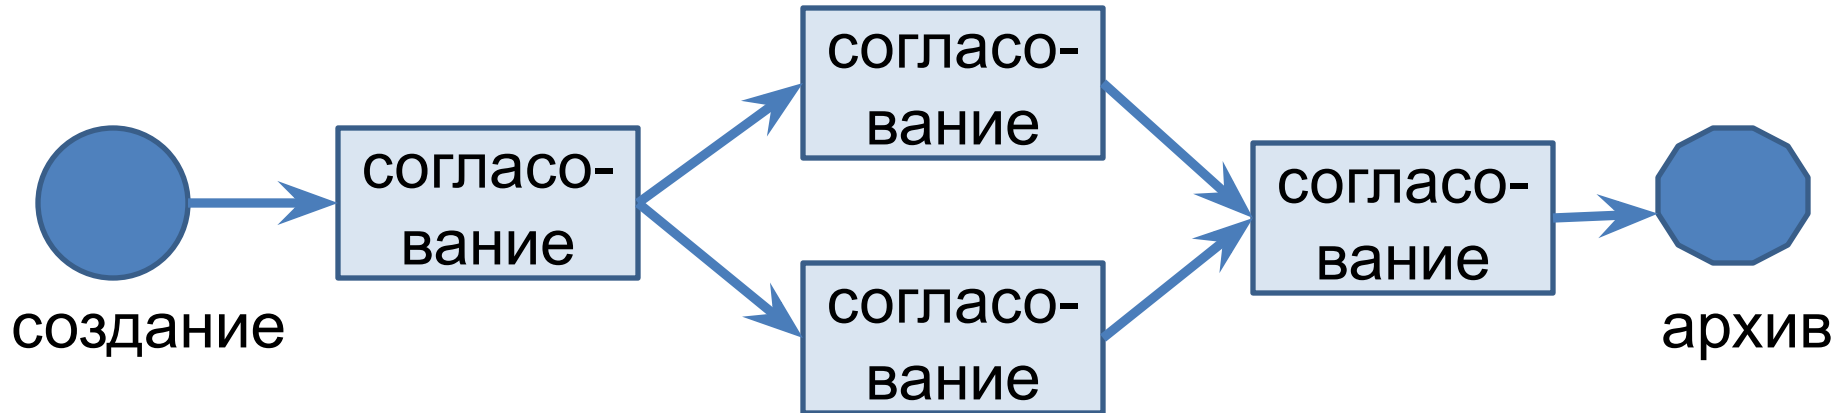 создание
согласо-
вание
согласо-
вание
согласо-
вание
согласо-
вание
архив